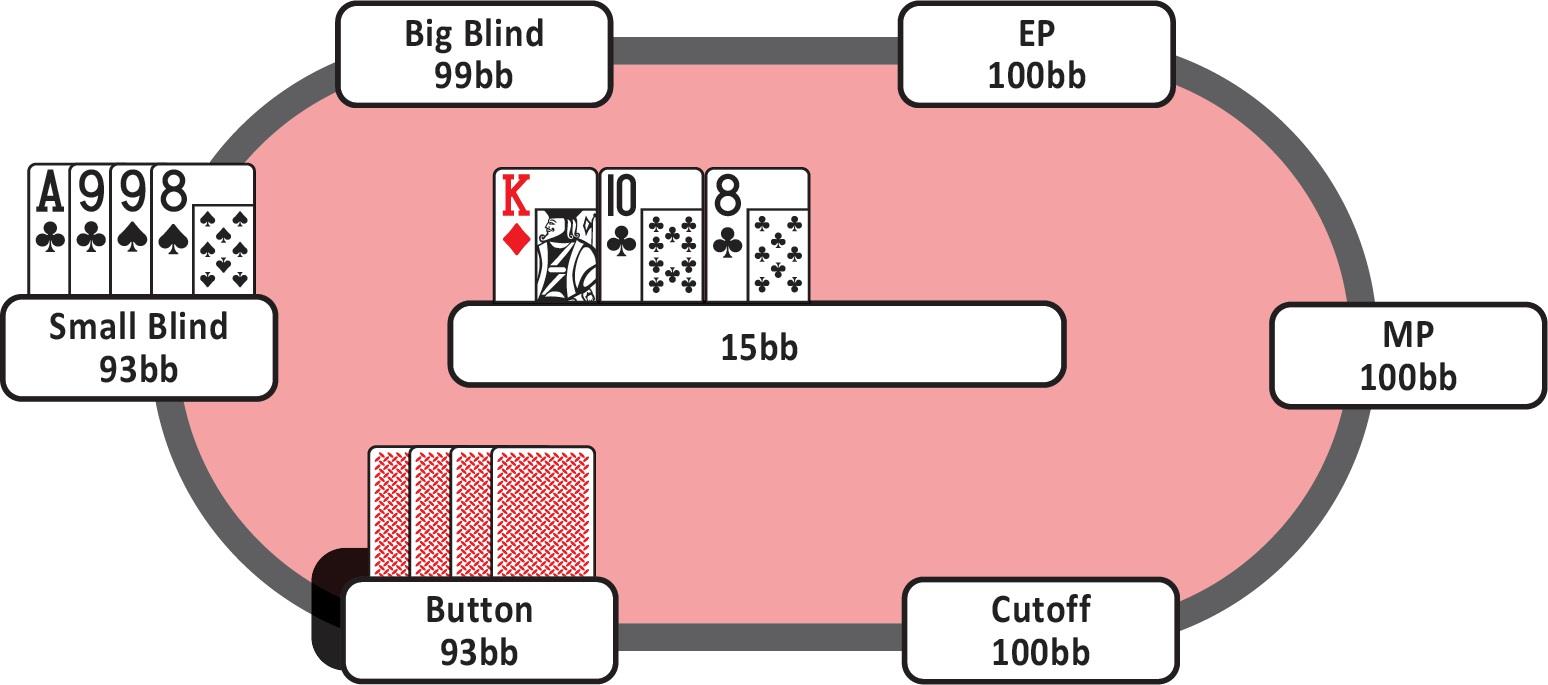 Big Blind
99bb
EP
100bb
A♣ 9♣ 9♠ 8♠
K♦ 10♣ 8♣
Small Blind
93bb
15bb
MP
100bb
Button
93bb
Cutoff
100bb